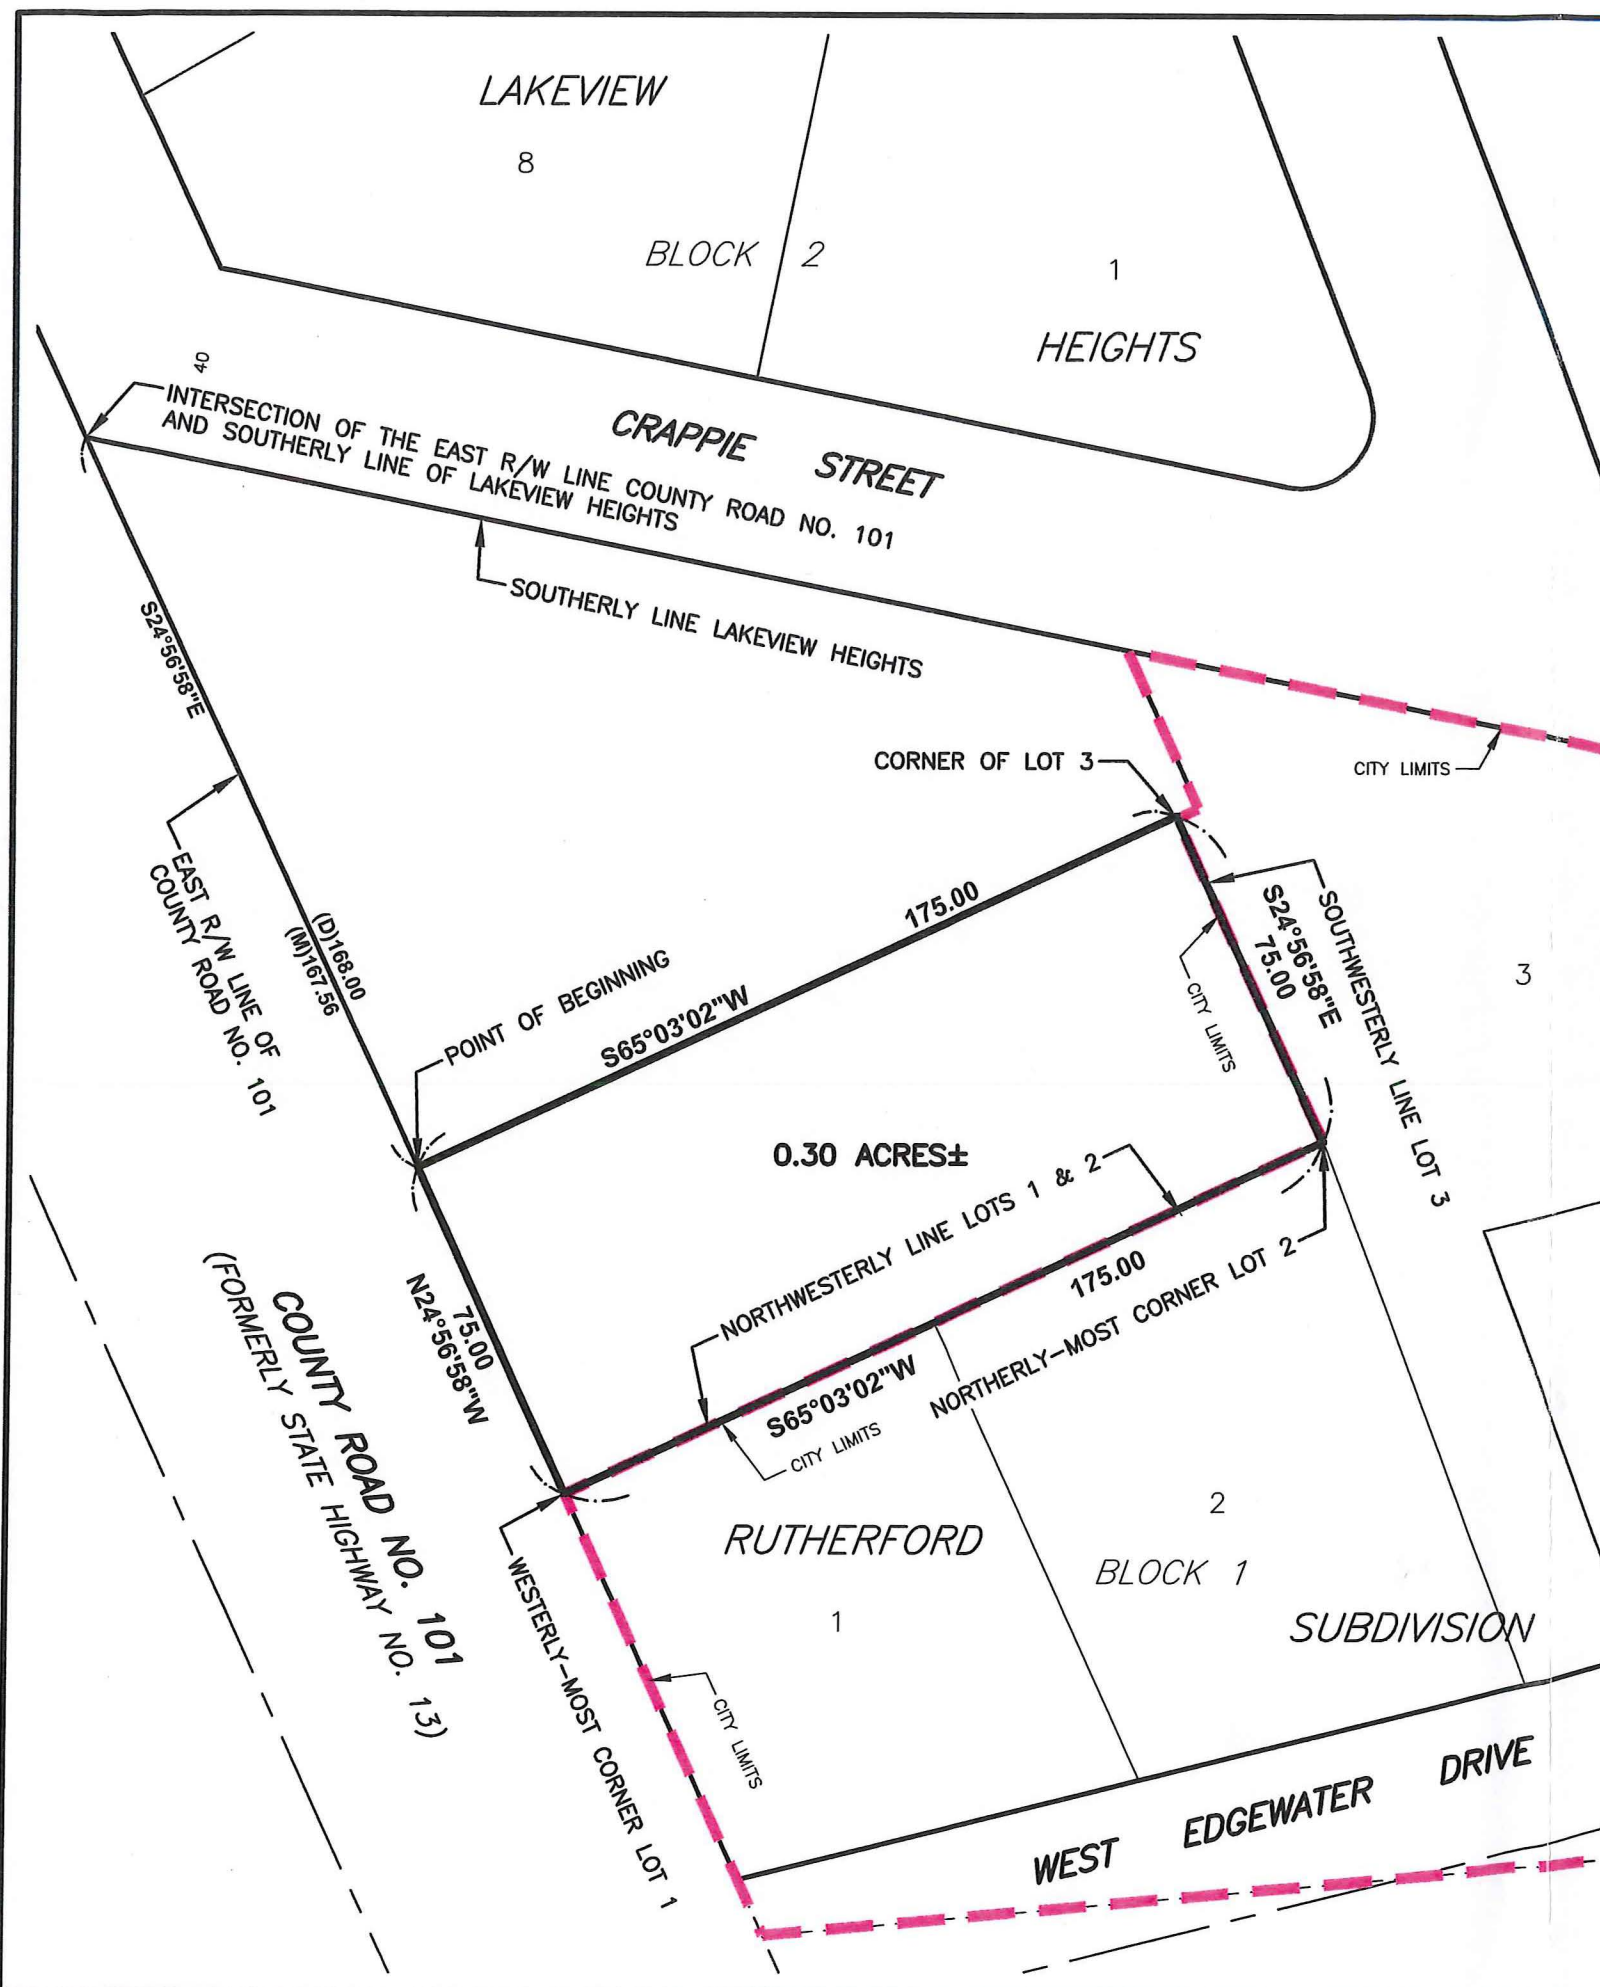 LAKEVIEW
8
BLOCK 2
1
HEIGHTS
40
INTERSECTION OF THE EAST R/W LINE COUNTY ROAD NO. 101
AND SOUTHERLY LINE OF LAKEVIEW HEIGHTS
CRAPPIE STREET
SOUTHERLY LINE LAKEVIEW HEIGHTS
S24°56'58"E
CORNER OF LOT 3
CITY LIMITS
EAST R/W LINE OF
COUNTY ROAD NO. 101
(D)168.00
(M)167.56
175.00
S65°03'02"W
POINT OF BEGINNING
SOUTHWESTERLY LINE LOT 3
S24°56'58"E
75.00
CITY LIMITS
3
0.30 ACRES±
NORTHWESTERLY LINE LOTS 1 & 2
175.00
S65°03'02"W
NORTHERLY-MOST CORNER LOT 2
CITY LIMITS
75.00
N24°56'58"W
COUNTY ROAD NO. 101
(FORMERLY STATE HIGHWAY NO. 13)
RUTHERFORD
2
BLOCK 1
1
SUBDIVISION
WESTERLY-MOST CORNER LOT 1
CITY LIMITS
WEST EDGEWATER DRIVE